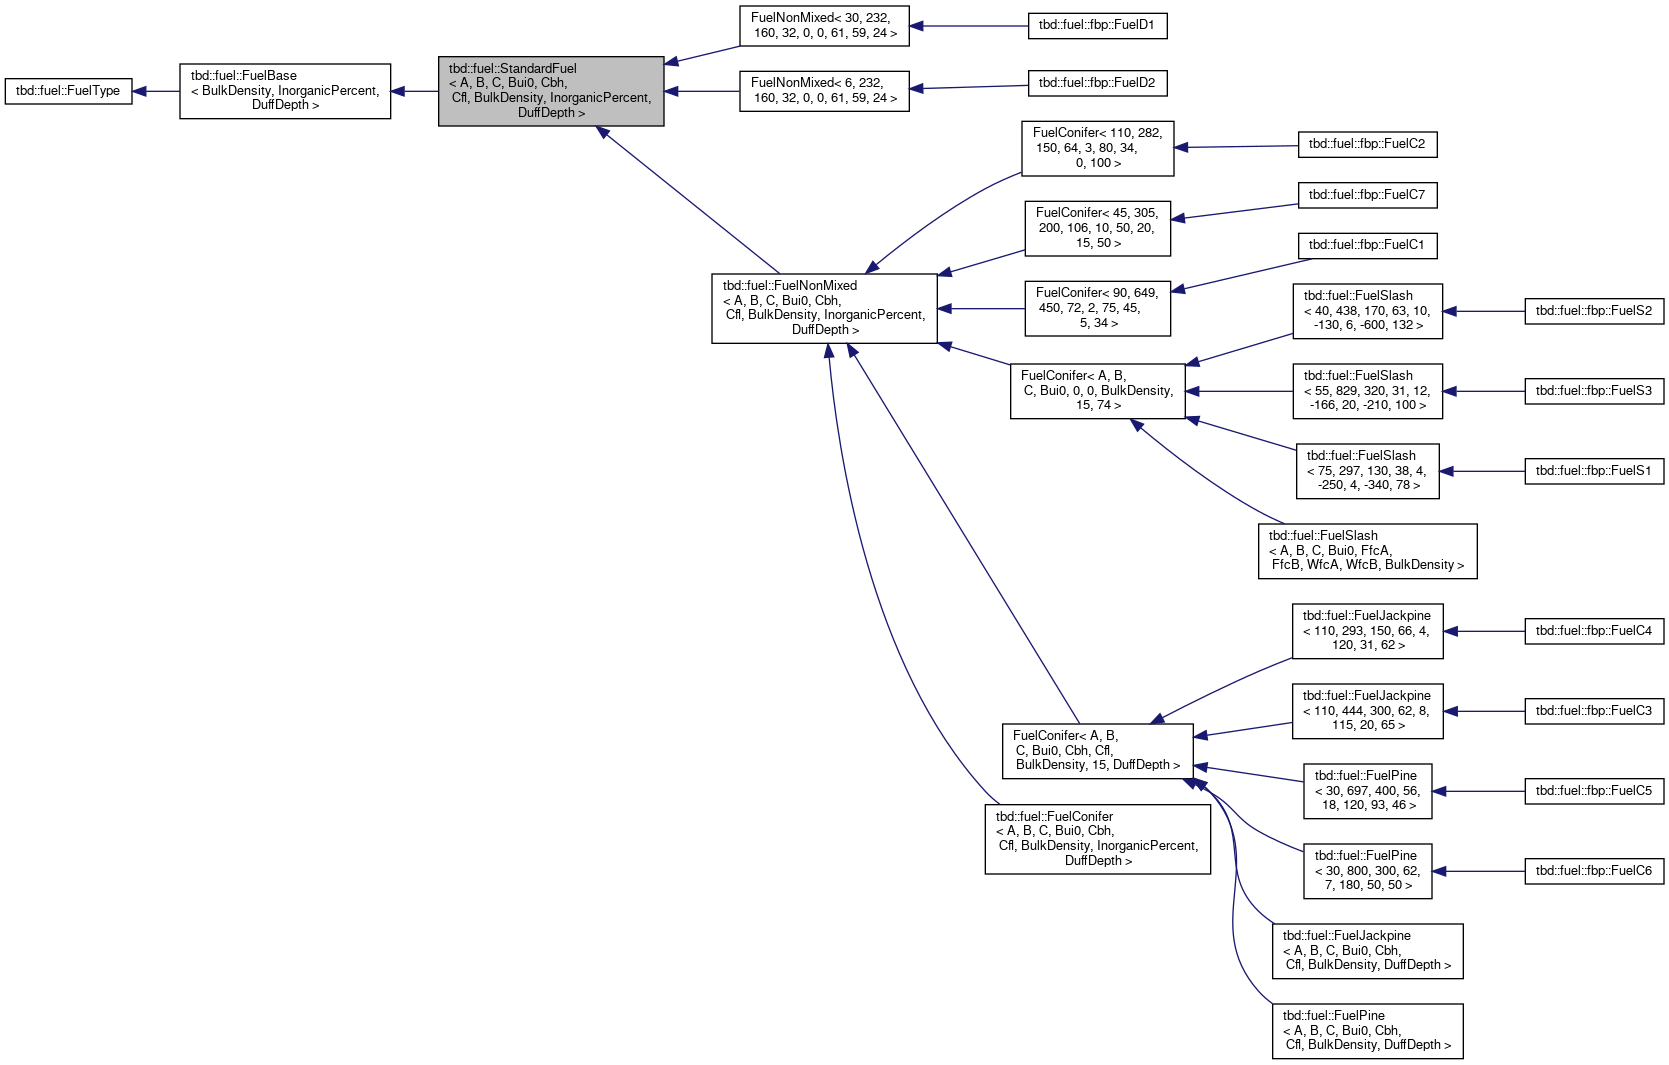 tbd::fuel::FuelType
tbd::fuel::FuelBase
< BulkDensity, InorganicPercent,
DuffDepth >
tbd::fuel::StandardFuel
< A, B, C, Bui0, Cbh,
Cfl, BulkDensity, InorganicPercent,
DuffDepth >
FuelNonMixed< 30, 232,
160, 32, 0, 0, 61, 59, 24 >
tbd::fuel::fbp::FuelD1
FuelNonMixed< 6, 232,
160, 32, 0, 0, 61, 59, 24 >
tbd::fuel::fbp::FuelD2
tbd::fuel::FuelNonMixed
< A, B, C, Bui0, Cbh,
Cfl, BulkDensity, InorganicPercent,
DuffDepth >
FuelConifer< 110, 282,
150, 64, 3, 80, 34,
0, 100 >
tbd::fuel::fbp::FuelC2
FuelConifer< 45, 305,
200, 106, 10, 50, 20,
15, 50 >
tbd::fuel::fbp::FuelC7
FuelConifer< 90, 649,
450, 72, 2, 75, 45,
5, 34 >
tbd::fuel::fbp::FuelC1
FuelConifer< A, B,
C, Bui0, 0, 0, BulkDensity,
15, 74 >
tbd::fuel::FuelSlash
< 40, 438, 170, 63, 10,
-130, 6, -600, 132 >
tbd::fuel::fbp::FuelS2
tbd::fuel::FuelSlash
< 55, 829, 320, 31, 12,
-166, 20, -210, 100 >
tbd::fuel::fbp::FuelS3
tbd::fuel::FuelSlash
< 75, 297, 130, 38, 4,
-250, 4, -340, 78 >
tbd::fuel::fbp::FuelS1
tbd::fuel::FuelSlash
< A, B, C, Bui0, FfcA,
FfcB, WfcA, WfcB, BulkDensity >
FuelConifer< A, B,
C, Bui0, Cbh, Cfl,
BulkDensity, 15, DuffDepth >
tbd::fuel::FuelJackpine
< 110, 293, 150, 66, 4,
120, 31, 62 >
tbd::fuel::fbp::FuelC4
tbd::fuel::FuelJackpine
< 110, 444, 300, 62, 8,
115, 20, 65 >
tbd::fuel::fbp::FuelC3
tbd::fuel::FuelPine
< 30, 697, 400, 56,
18, 120, 93, 46 >
tbd::fuel::fbp::FuelC5
tbd::fuel::FuelPine
< 30, 800, 300, 62,
7, 180, 50, 50 >
tbd::fuel::fbp::FuelC6
tbd::fuel::FuelConifer
< A, B, C, Bui0, Cbh,
Cfl, BulkDensity, InorganicPercent,
DuffDepth >
tbd::fuel::FuelJackpine
< A, B, C, Bui0, Cbh,
Cfl, BulkDensity, DuffDepth >
tbd::fuel::FuelPine
< A, B, C, Bui0, Cbh,
Cfl, BulkDensity, DuffDepth >